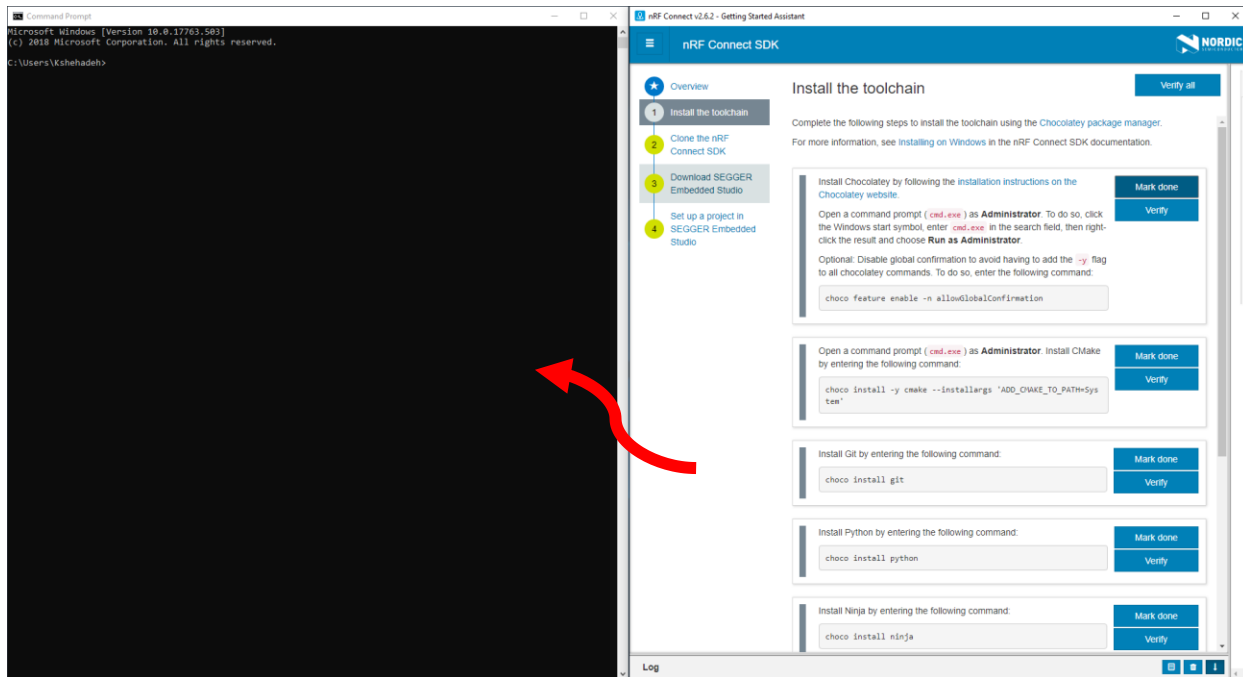 Command Prompt
Microsoft Windows [Version 10.0.17763.503]
(c) 2018 Microsoft Corporation. All rights reserved.
C:\Users\Kshehadeh>
nRF Connect v2.6.2 - Getting Started Assistant
nRF Connect SDK
NORDIC
Overview
1
Install the toolchain
2
Clone the nRF
Connect SDK
3
Download SEGGER
Embedded Studio
4
Set up a project in
SEGGER Embedded
Studio
Install the toolchain
Verify all
Complete the following steps to install the toolchain using the Chocolatey package manager.
For more information, see Installing on Windows in the nRF Connect SDK documentation.
Install Chocolatey by following the installation instructions on the
Chocolatey website.
Open a command prompt ( cmd.exe ) as Administrator. To do so, click
the Windows start symbol, enter cmd.exe in the search field, then right-
click the result and choose Run as Administrator.
Optional: Disable global confirmation to avoid having to add the -y flag
to all chocolatey commands. To do so, enter the following command:
choco feature enable -n allowGlobalConfirmation
Mark done
Verify
Open a command prompt ( cmd.exe ) as Administrator. Install CMake
by entering the following command:
choco install -y cmake --installargs 'ADD_CMAKE_TO_PATH=Sys
tem'
Mark done
Verify
Install Git by entering the following command:
choco install git
Mark done
Verify
Install Python by entering the following command:
choco install python
Mark done
Verify
Install Ninja by entering the following command:
choco install ninja
Mark done
Verify
Log